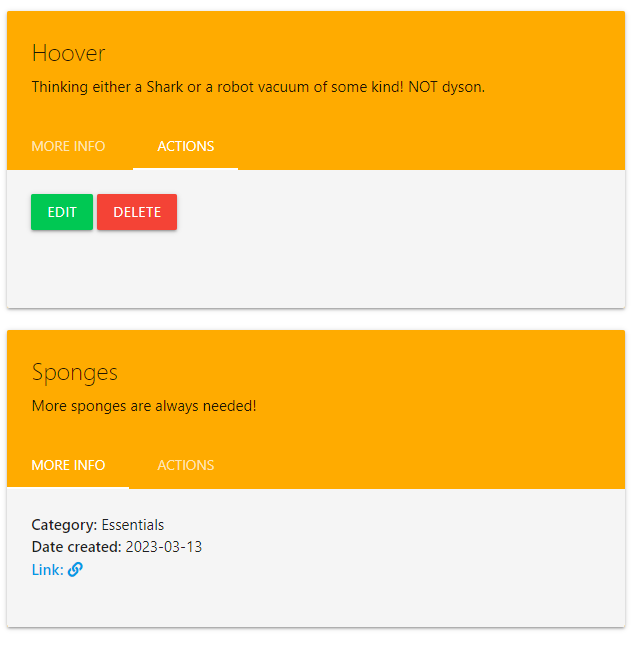 Hoover
Thinking either a Shark or a robot vacuum of some kind! NOT dyson.
MORE INFO ACTIONS
EDIT DELETE
Sponges
More sponges are always needed!
MORE INFO ACTIONS
Category: Essentials
Date created: 2023-03-13
Link: